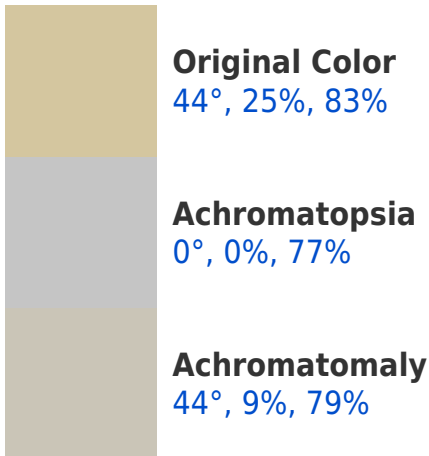 Original Color
44°, 25%, 83%
Achromatopsia
0°, 0%, 77%
Achromatomaly
44°, 9%, 79%